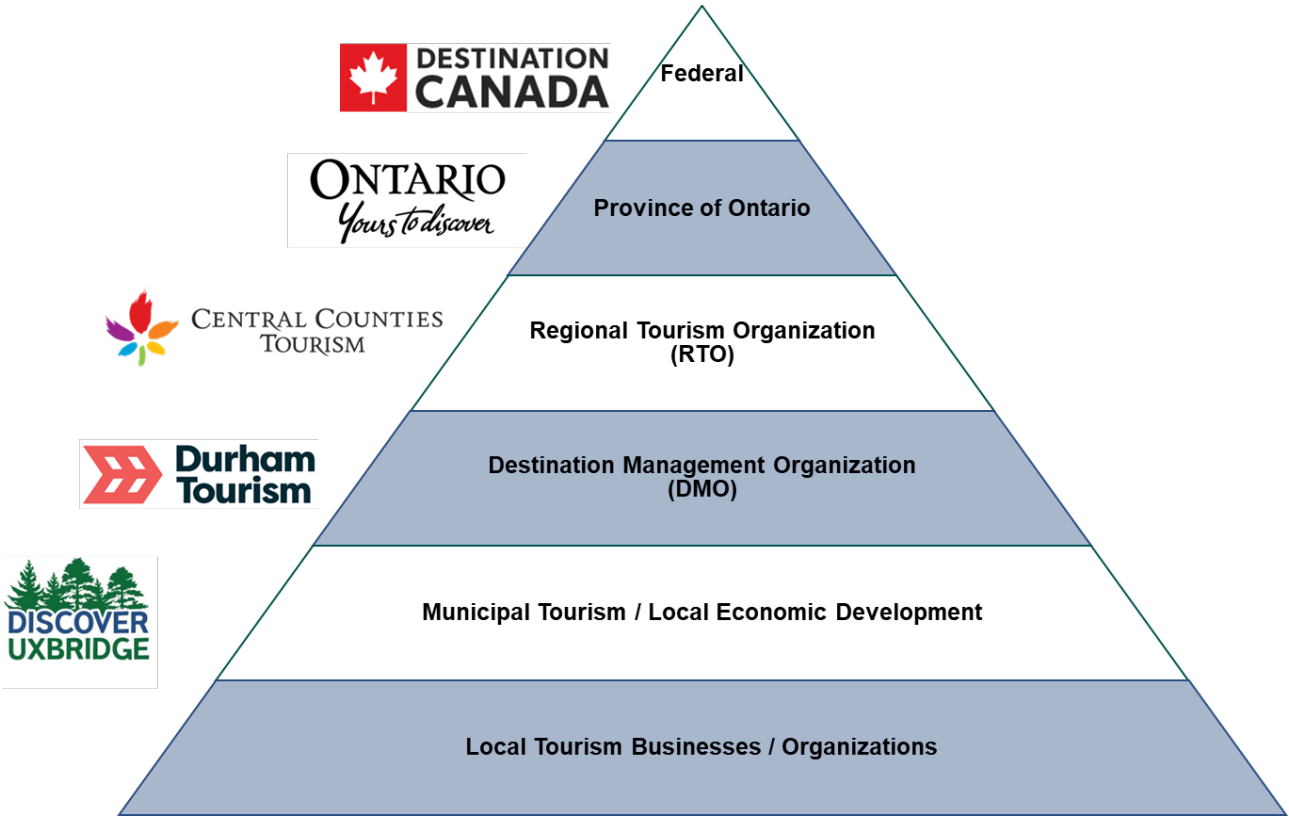 DESTINATION
CANADA
Federal
ONTARIO
Yours to discover
Province of Ontario
CENTRAL COUNTIES
TOURISM
Regional Tourism Organization
(RTO)
Durham
Tourism
Destination Management Organization
(DMO)
DISCOVER
UXBRIDGE
Municipal Tourism / Local Economic Development
Local Tourism Businesses / Organizations